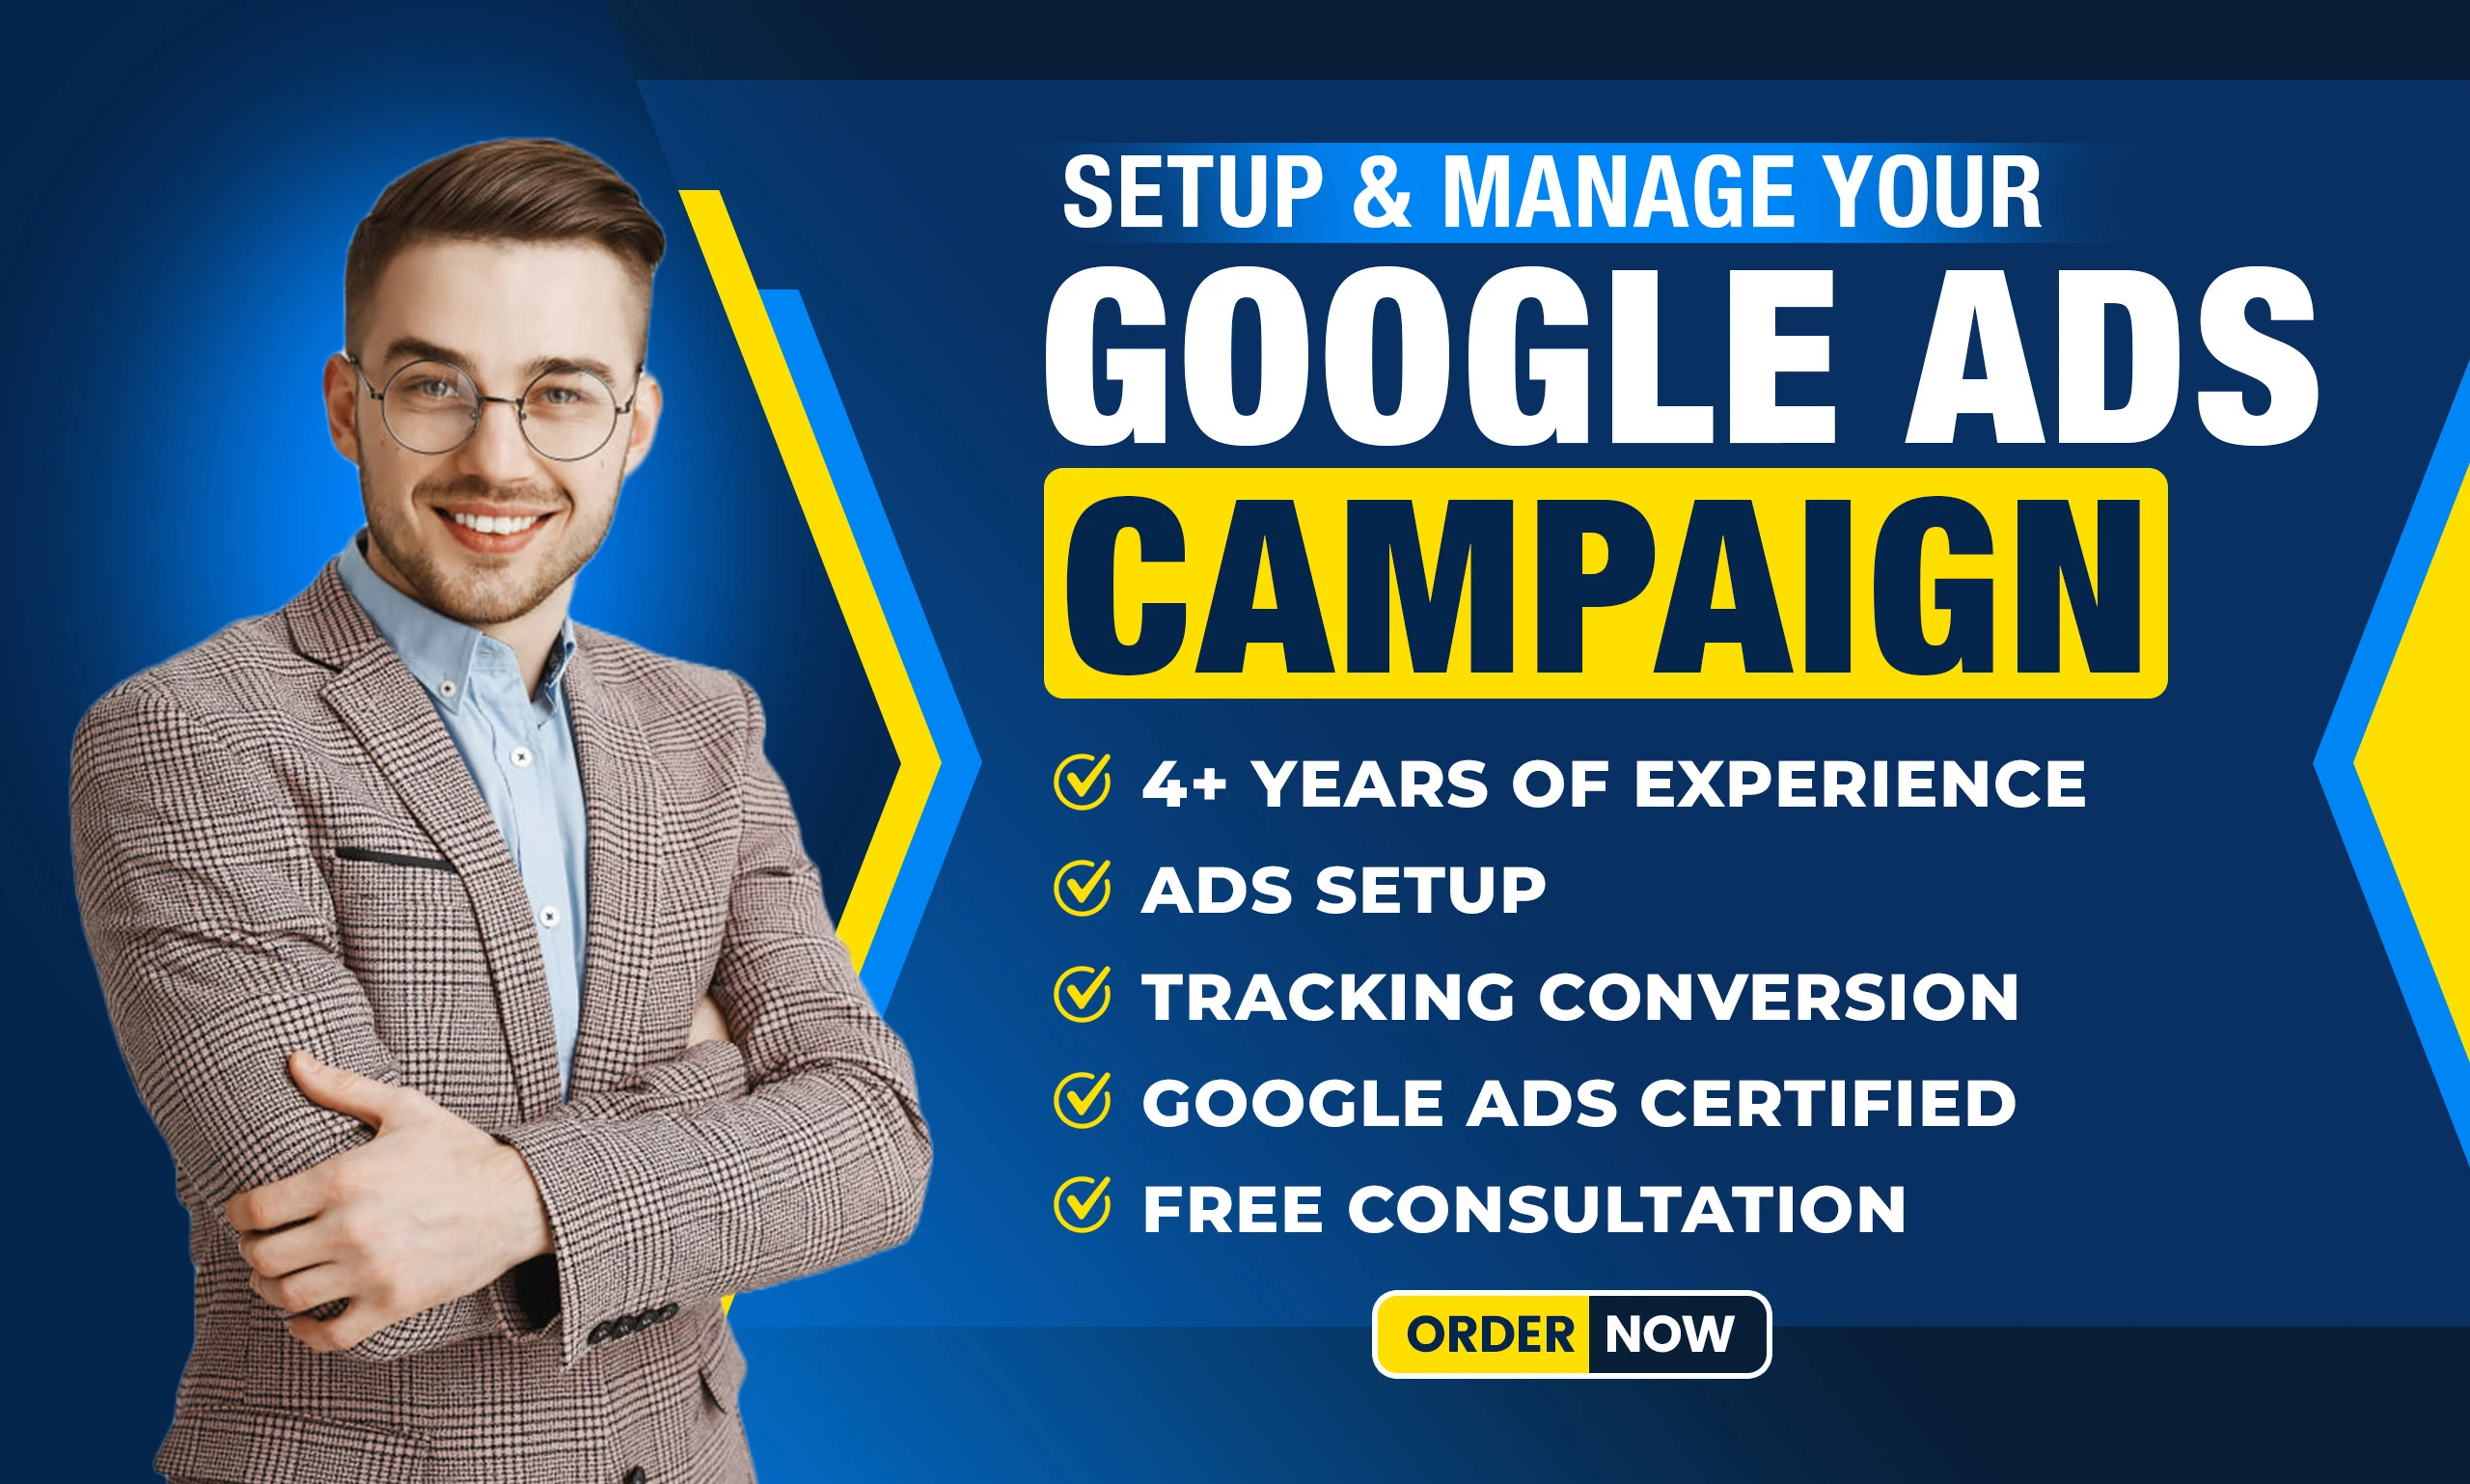 SETUP & MANAGE YOUR
GOOGLE ADS
CAMPAIGN
4+ YEARS OF EXPERIENCE
ADS SETUP
TRACKING CONVERSION
GOOGLE ADS CERTIFIED
FREE CONSULTATION
ORDER NOW